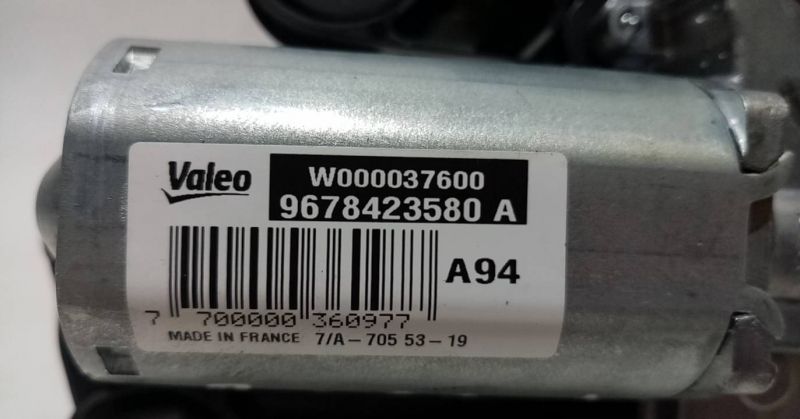 Valeo
W000037600
9678423580 A
A94
7 700000 360977
MADE IN FRANCE 7/A-705 53-19